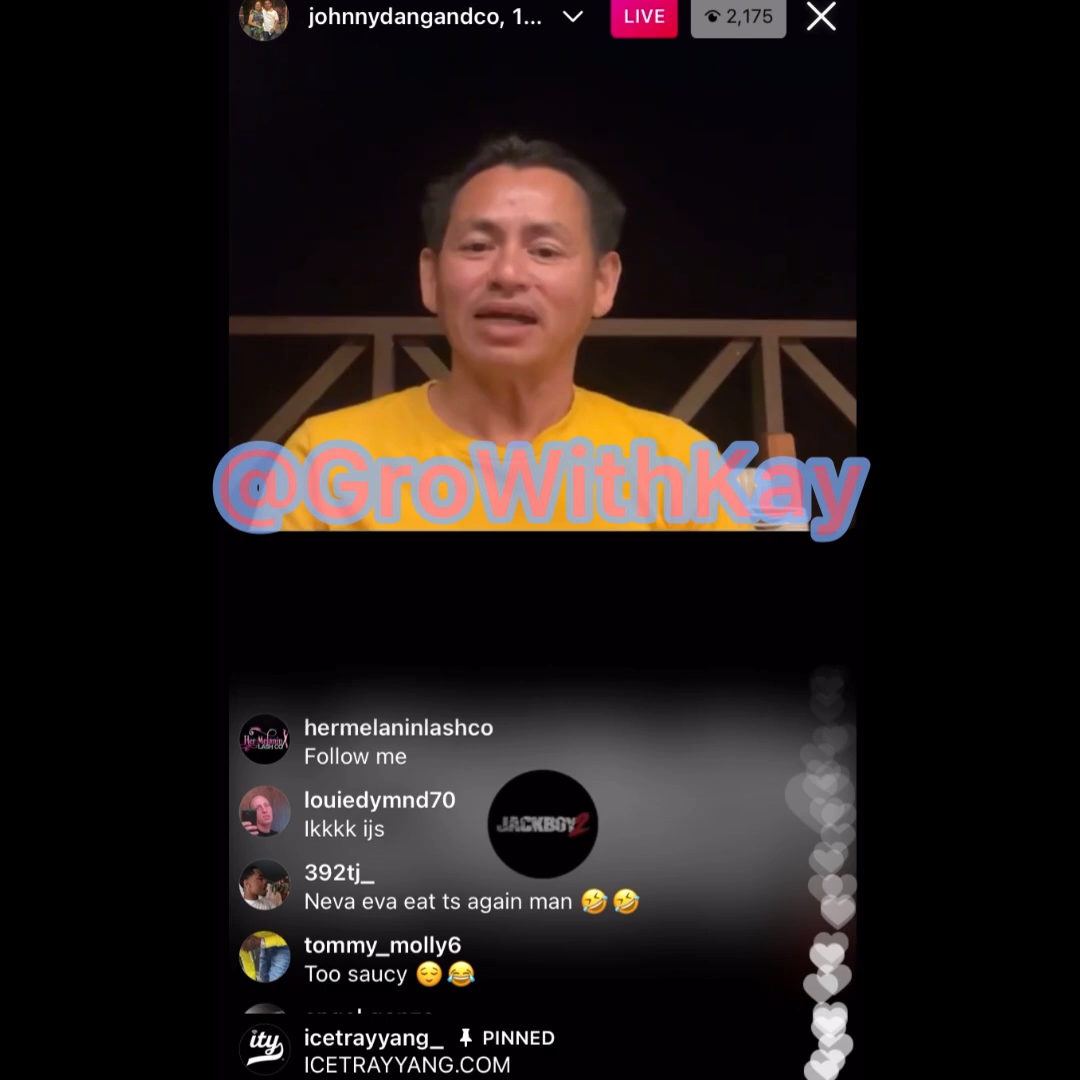 johnnydangandco, 1...
LIVE
2,175
@GroWithKay
hermelaninlashco
Follow me
louiedymnd70
Ikkkk ijs
JACKBOY2
392tj_
Neva eva eat ts again man 🤣🤣
tommy_molly6
Too saucy 😌😂
ity
icetrayyang_ 📌 PINNED
ICETRAYYANG.COM